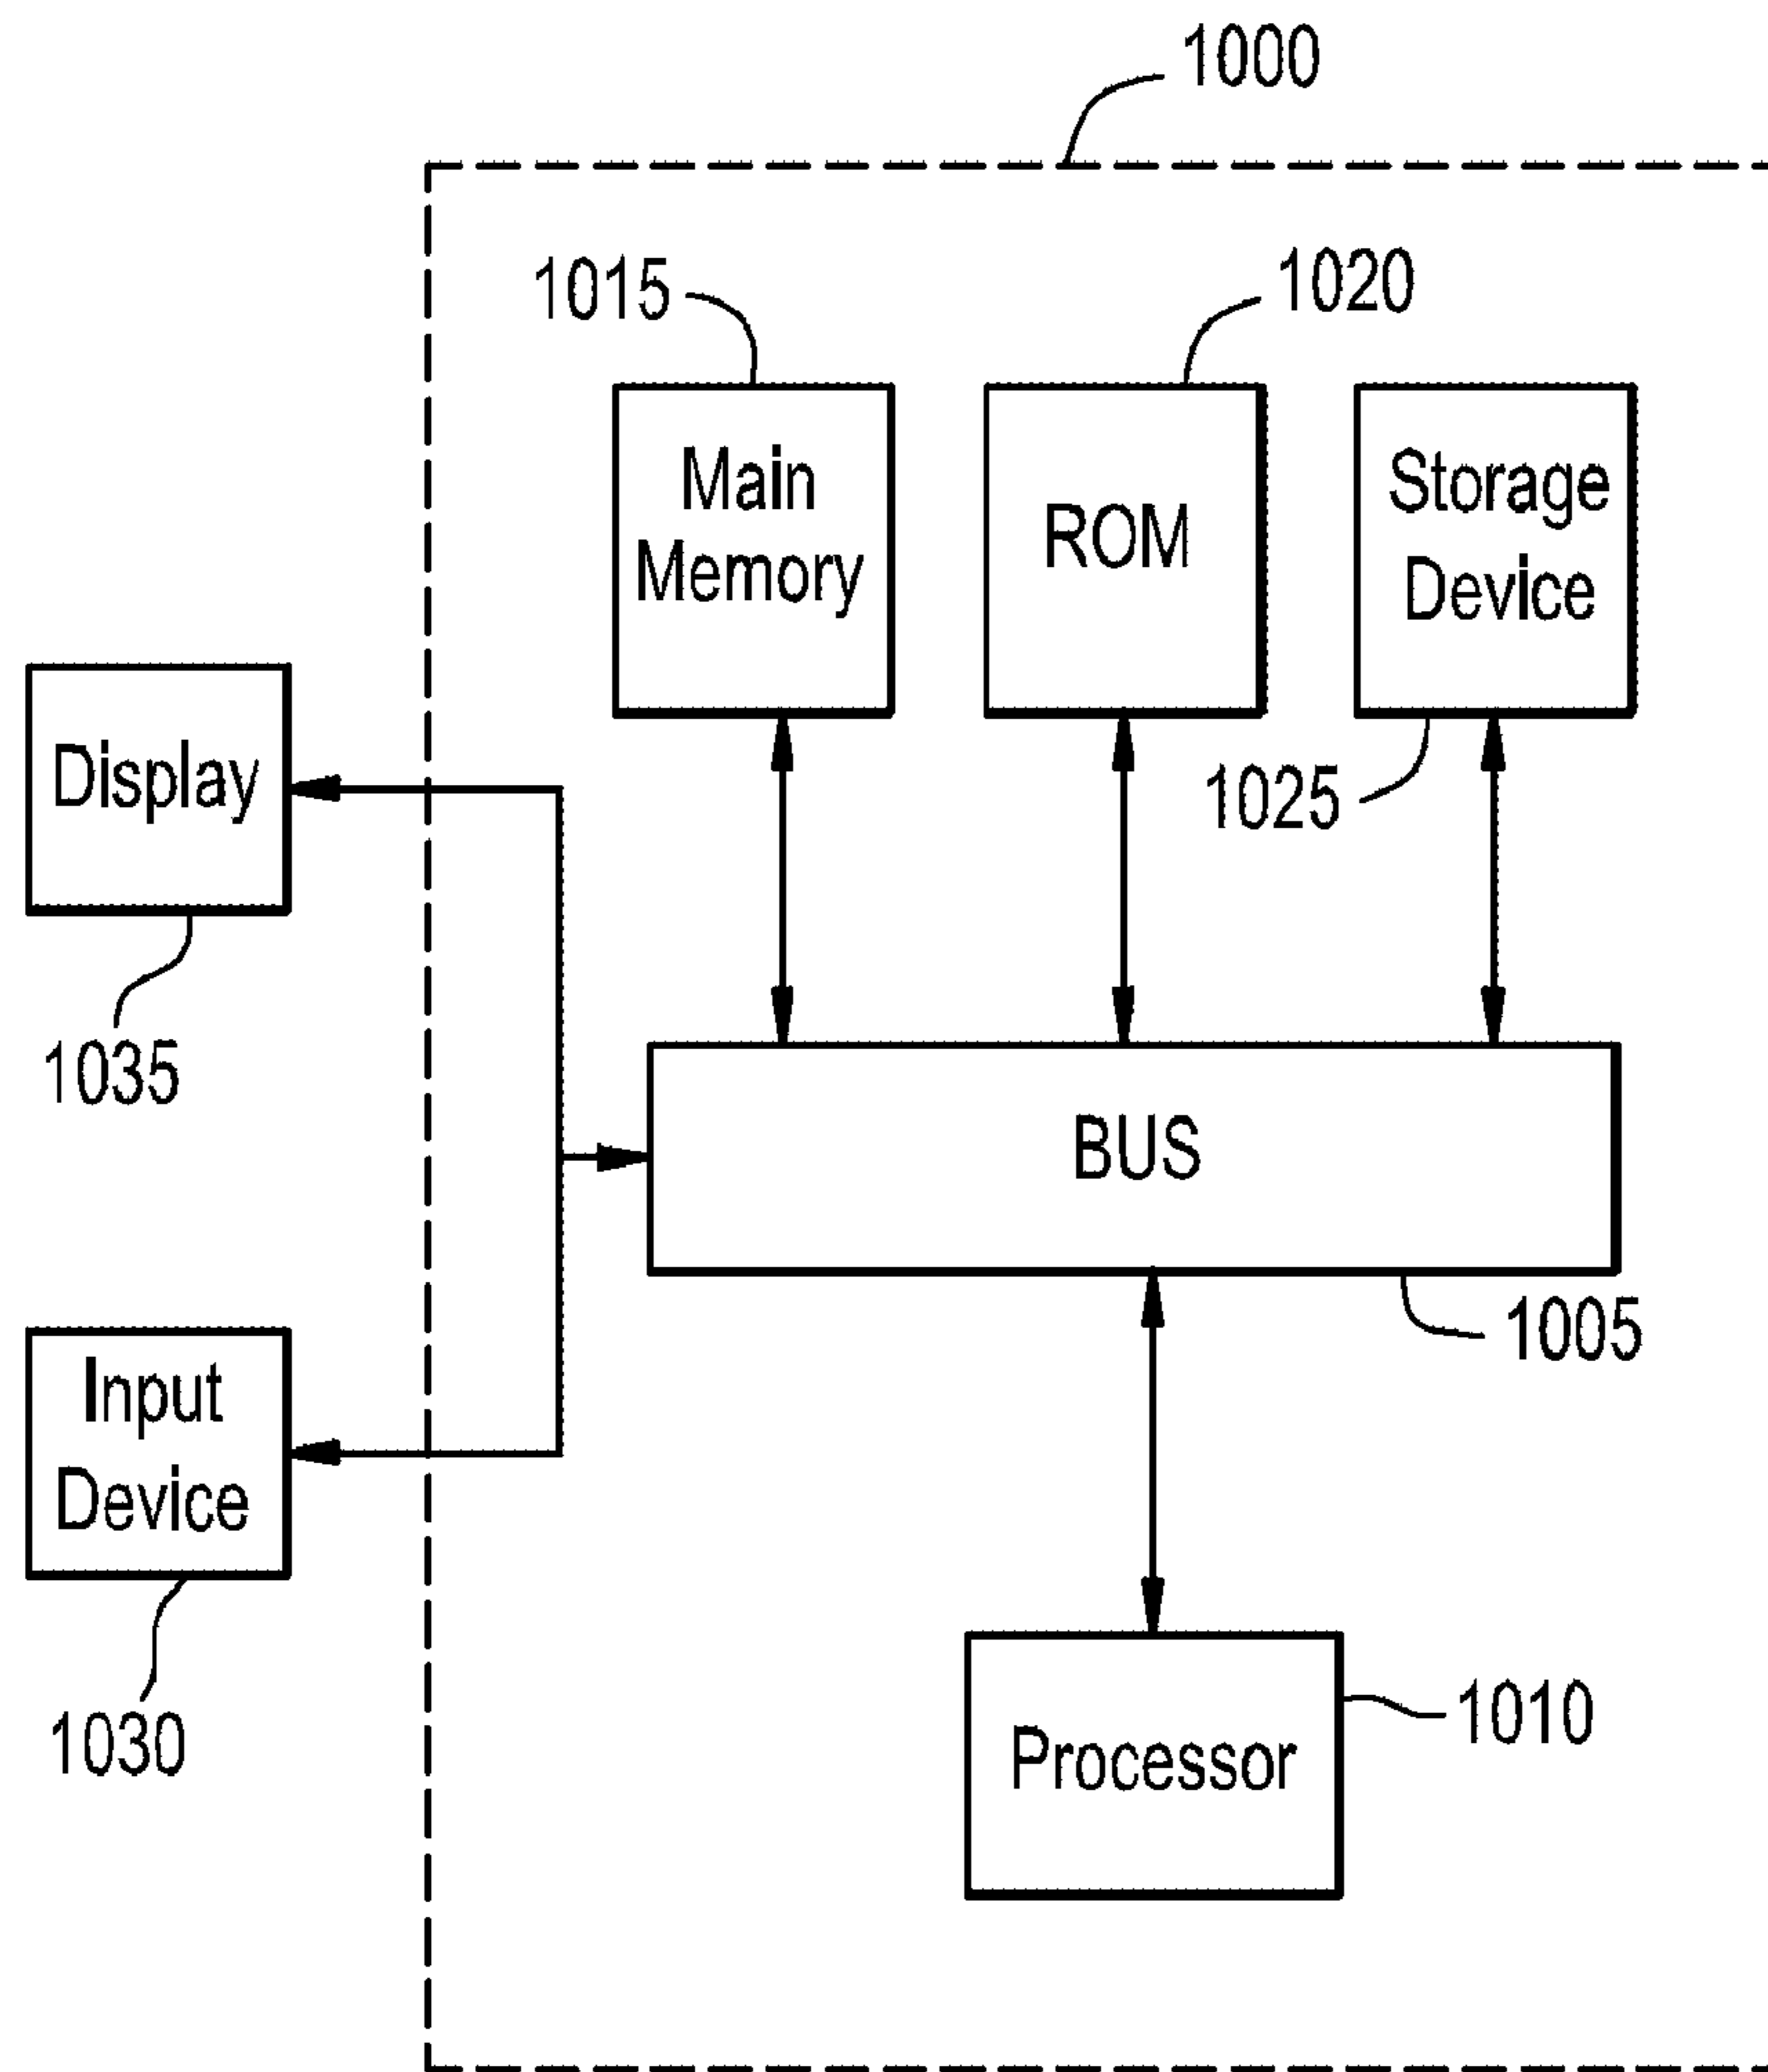 1000
1015
1020
Main
Memory
ROM
Storage
Device
1025
Display
1035
BUS
1005
Input
Device
1030
Processor
1010